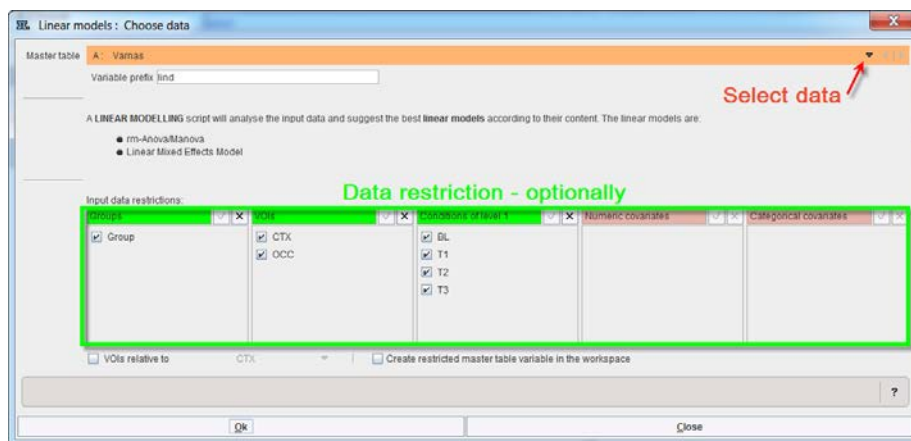 Linear models : Choose data
Master table A : Varnas
Variable prefix lind
Select data
A LINEAR MODELLING script will analyse the input data and suggest the best linear models according to their content. The linear models are:
rm-Anova/Manova
Linear Mixed Effects Model
Data restriction - optionally
Input data restrictions:
Groups VOIs Conditions of level 1 Numeric covariates Categorical covariates
Group CTX BL
OCC T1
T2
T3
VOIs relative to CTX Create restricted master table variable in the workspace
?
Ok Close